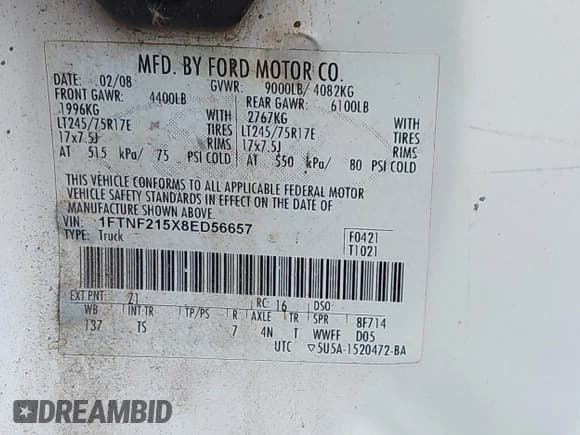 MFD. BY FORD MOTOR CO.
DATE: 02/08 GVWR: 9000LB/ 4082KG
FRONT GAWR: 4400LB REAR GAWR: 6100LB
1996KG WITH 2767KG WITH
LT245/75R17E TIRES LT245/75R17E TIRES
17x7.5J RIMS 17x7.5J RIMS
AT 515 kPa/ 75 PSI COLD AT 550 kPa/ 80 PSI COLD
THIS VEHICLE CONFORMS TO ALL APPLICABLE FEDERAL MOTOR
VEHICLE SAFETY STANDARDS IN EFFECT ON THE DATE OF
MANUFACTURE SHOWN ABOVE.
VIN: 1FTNF215X8ED56657
TYPE: Truck
F0421
T1021
EXT PNT: Z1 RC: 16 DSO:
WB INT TR TP/PS R AXLE TR SPR 8F714
137 TS 7 4N T WWFF D05
UTC ▽5U5A-1520472-BA
DREAMBID